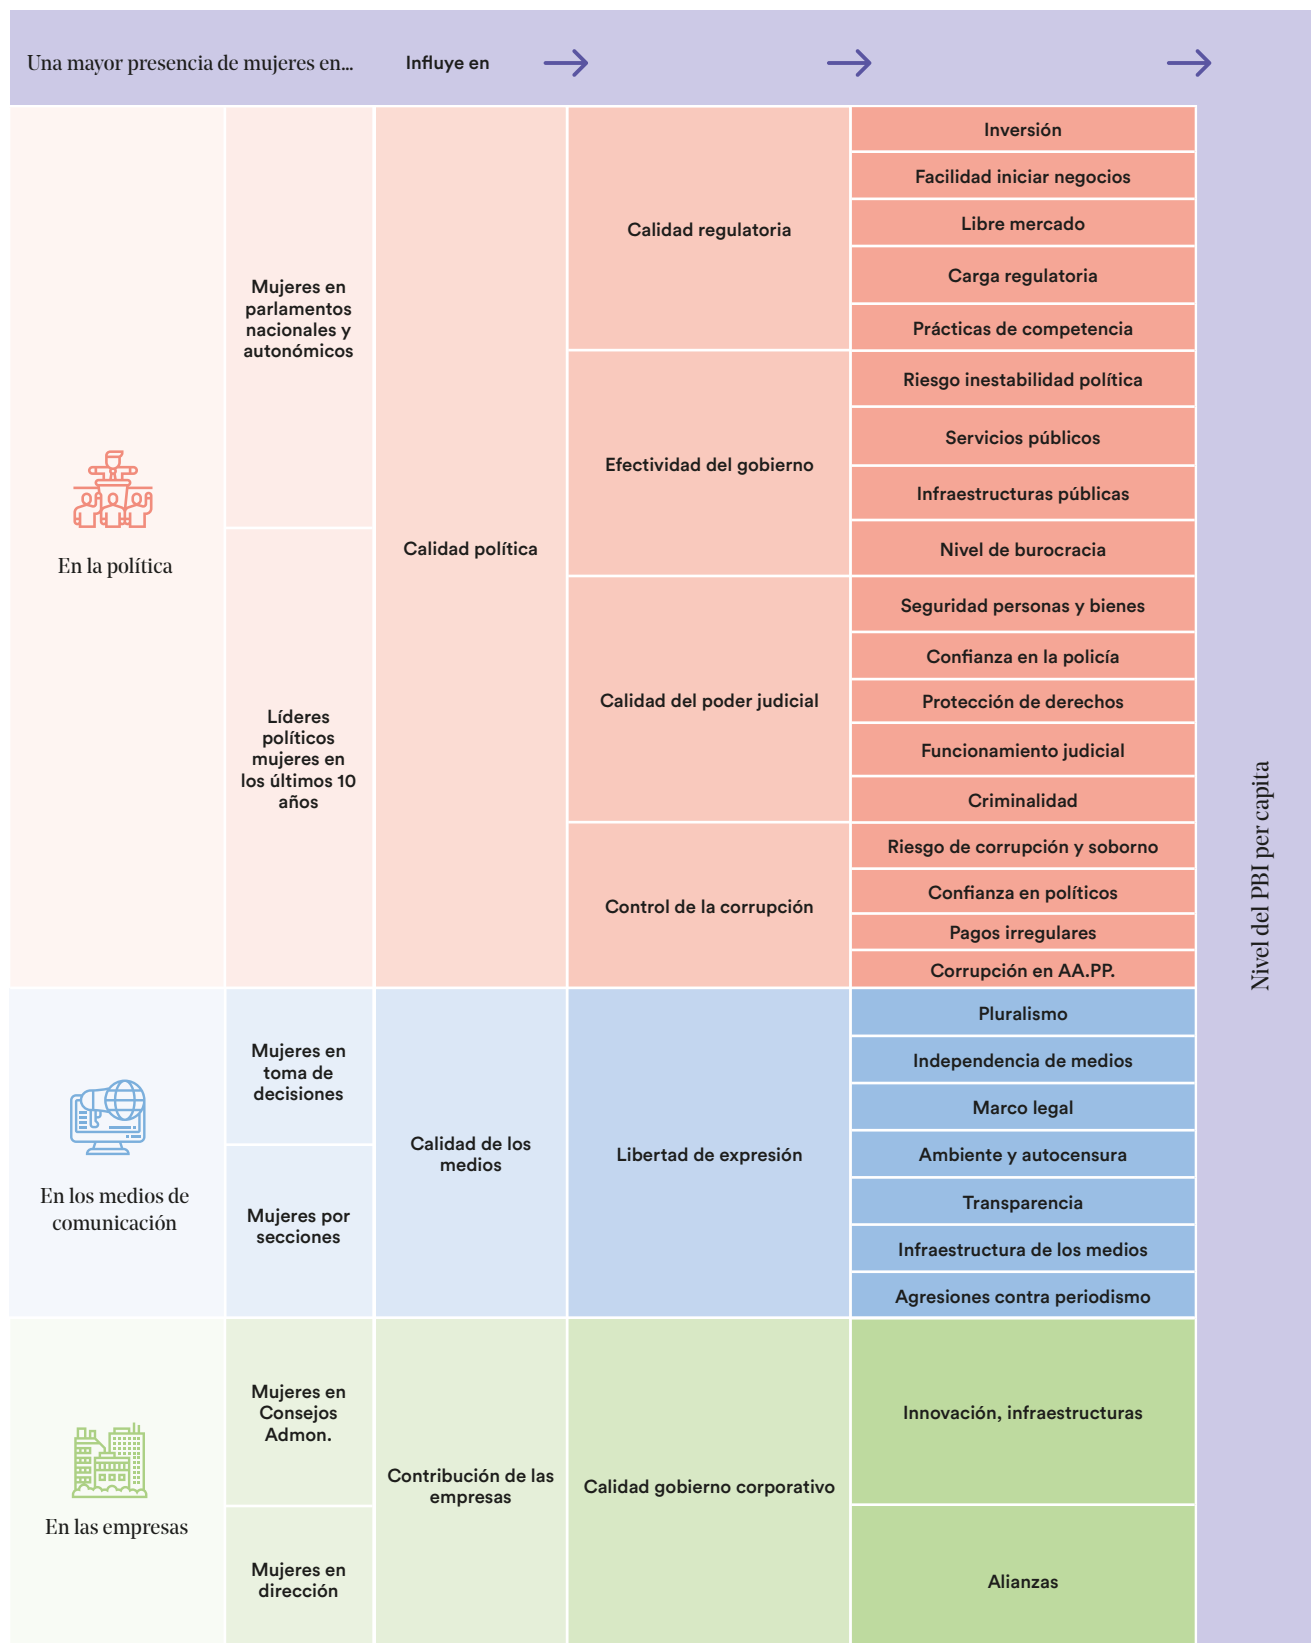 Una mayor presencia de mujeres en...
Influye en
En la política
Mujeres en
parlamentos
nacionales y
autonómicos
Líderes
políticos
mujeres en
los últimos 10
años
Calidad política
Calidad regulatoria
Inversión
Facilidad iniciar negocios
Libre mercado
Carga regulatoria
Prácticas de competencia
Efectividad del gobierno
Riesgo inestabilidad política
Servicios públicos
Infraestructuras públicas
Nivel de burocracia
Calidad del poder judicial
Seguridad personas y bienes
Confianza en la policía
Protección de derechos
Funcionamiento judicial
Criminalidad
Control de la corrupción
Riesgo de corrupción y soborno
Confianza en políticos
Pagos irregulares
Corrupción en AA.PP.
En los medios de
comunicación
Mujeres en
toma de
decisiones
Mujeres por
secciones
Calidad de los
medios
Libertad de expresión
Pluralismo
Independencia de medios
Marco legal
Ambiente y autocensura
Transparencia
Infraestructura de los medios
Agresiones contra periodismo
En las empresas
Mujeres en
Consejos
Admon.
Mujeres en
dirección
Contribución de las
empresas
Calidad gobierno corporativo
Innovación, infraestructuras
Alianzas
Nivel del PBI per capita